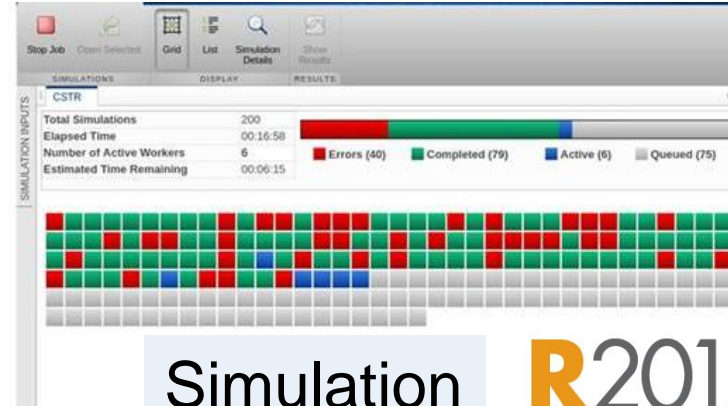 Stop Job Open Selected Grid List Simulation Details Show Results
SIMULATIONS DISPLAY RESULTS
CSTR
SIMULATION INPUTS
Total Simulations 200
Elapsed Time 00:16:58
Number of Active Workers 6
Estimated Time Remaining 00:06:15
Errors (40) Completed (79) Active (6) Queued (75)
Simulation
R201